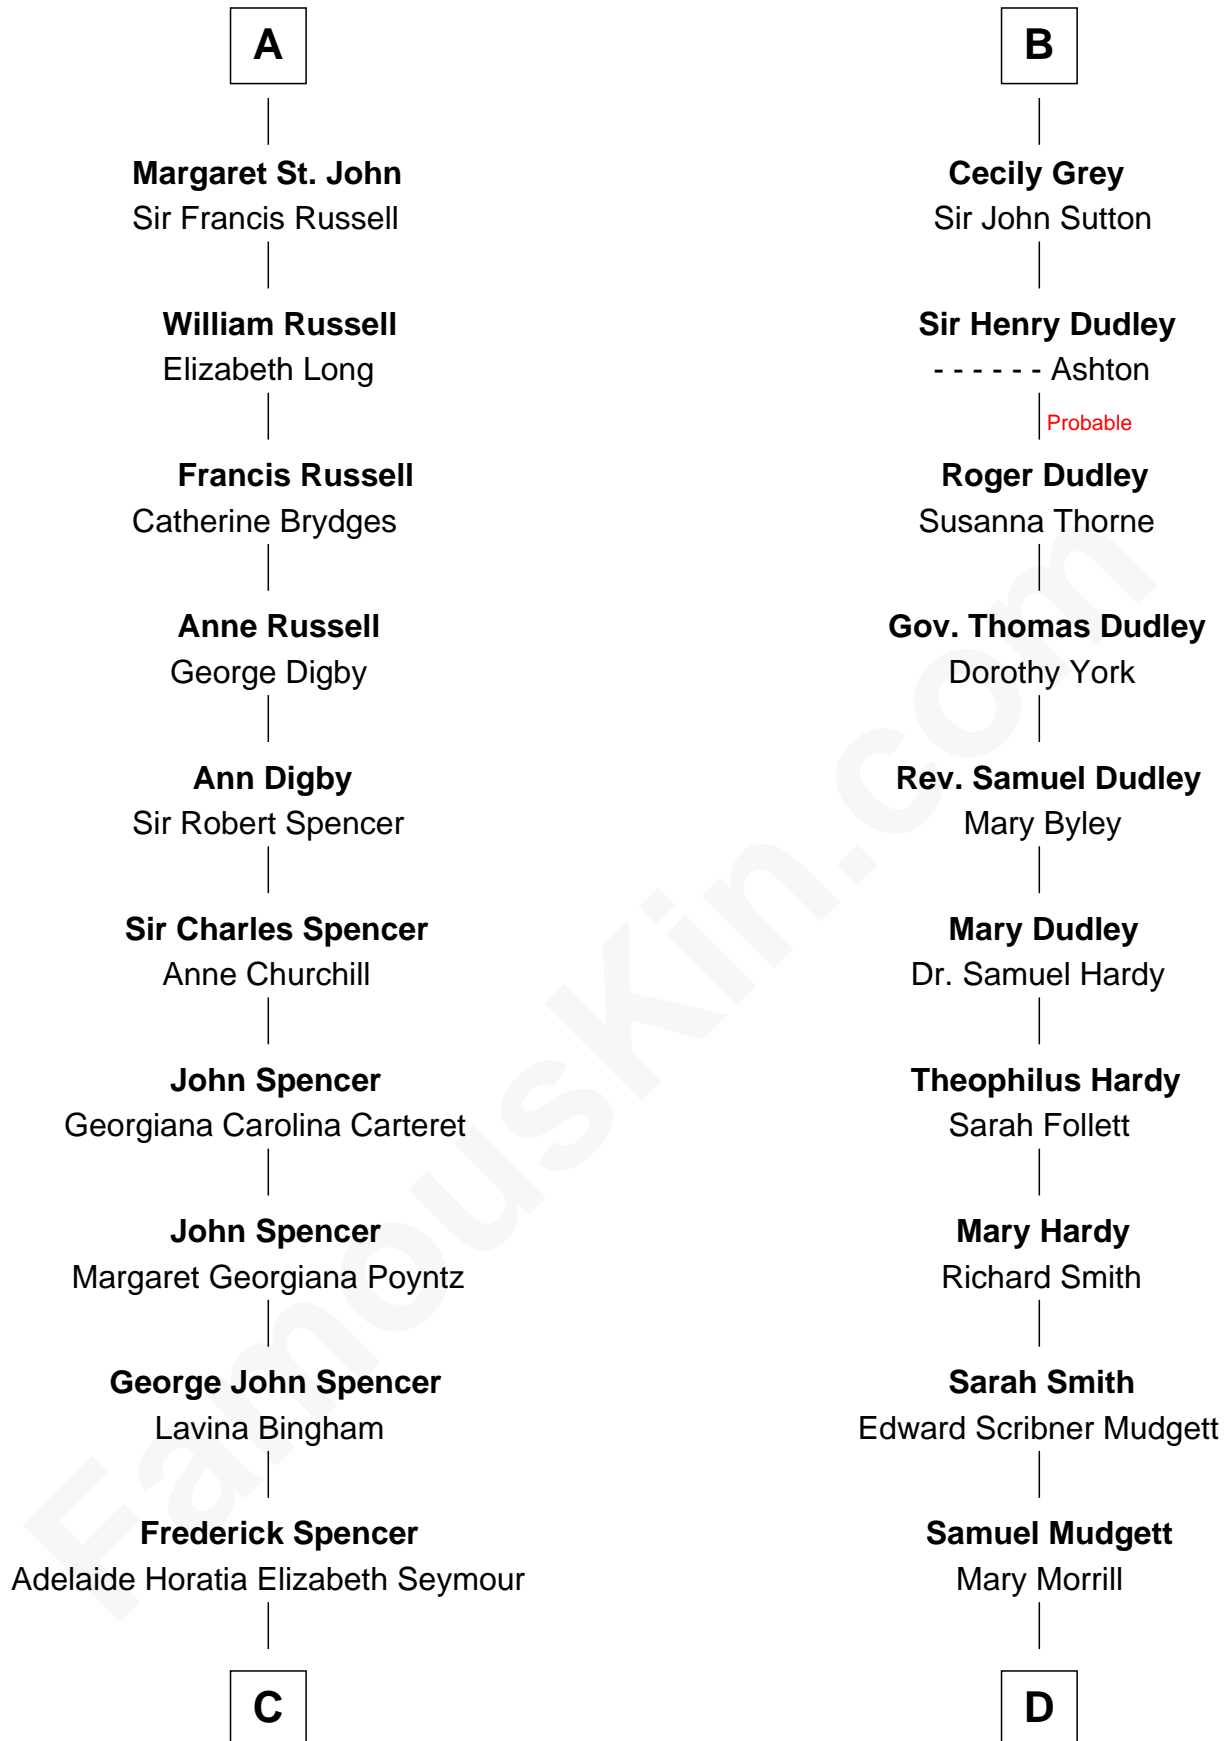 A
Margaret St. John
Sir Francis Russell
William Russell
Elizabeth Long
Francis Russell
Catherine Brydges
Anne Russell
George Digby
Ann Digby
Sir Robert Spencer
Sir Charles Spencer
Anne Churchill
John Spencer
Georgiana Carolina Carteret
John Spencer
Margaret Georgiana Poyntz
George John Spencer
Lavina Bingham
Frederick Spencer
Adelaide Horatia Elizabeth Seymour
C
B
Cecily Grey
Sir John Sutton
Sir Henry Dudley
- - - - - - Ashton
Probable
Roger Dudley
Susanna Thorne
Gov. Thomas Dudley
Dorothy York
Rev. Samuel Dudley
Mary Byley
Mary Dudley
Dr. Samuel Hardy
Theophilus Hardy
Sarah Follett
Mary Hardy
Richard Smith
Sarah Smith
Edward Scribner Mudgett
Samuel Mudgett
Mary Morrill
D
FamousKin.com